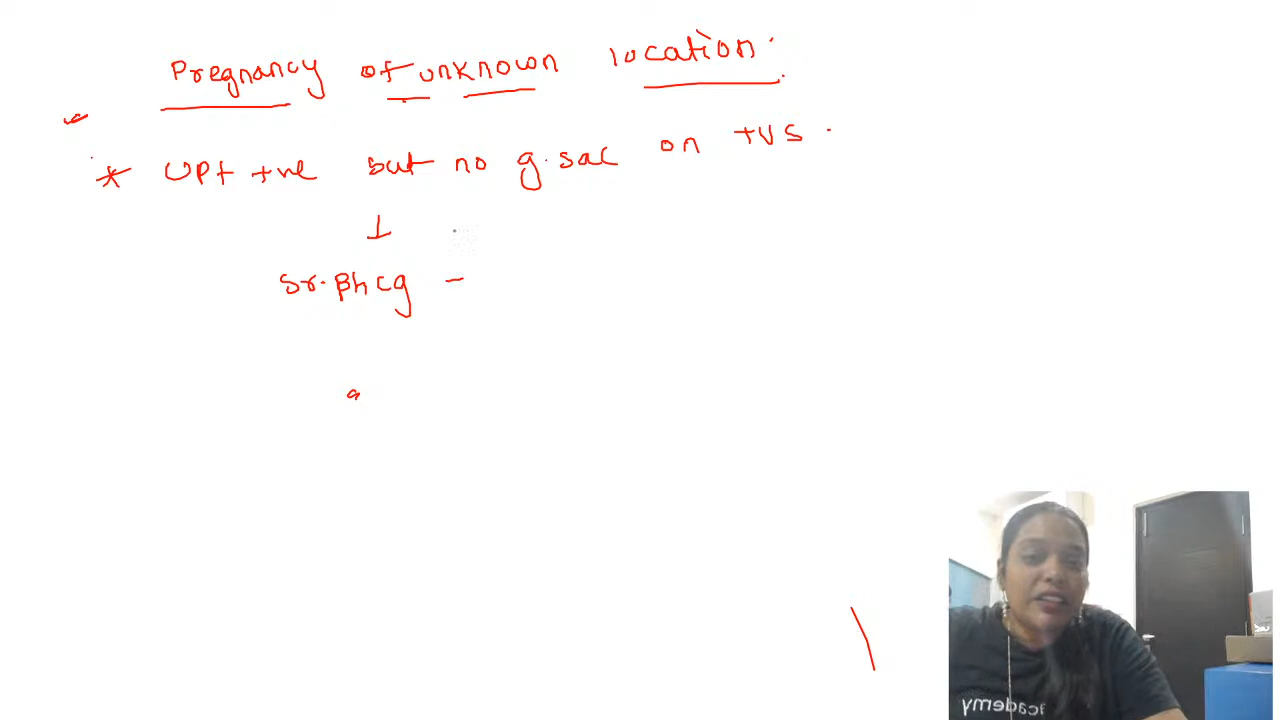 Pregnancy of unknown location.
* UPt +ve but no g.sac on TVS.
↓
Sr.βhCg -